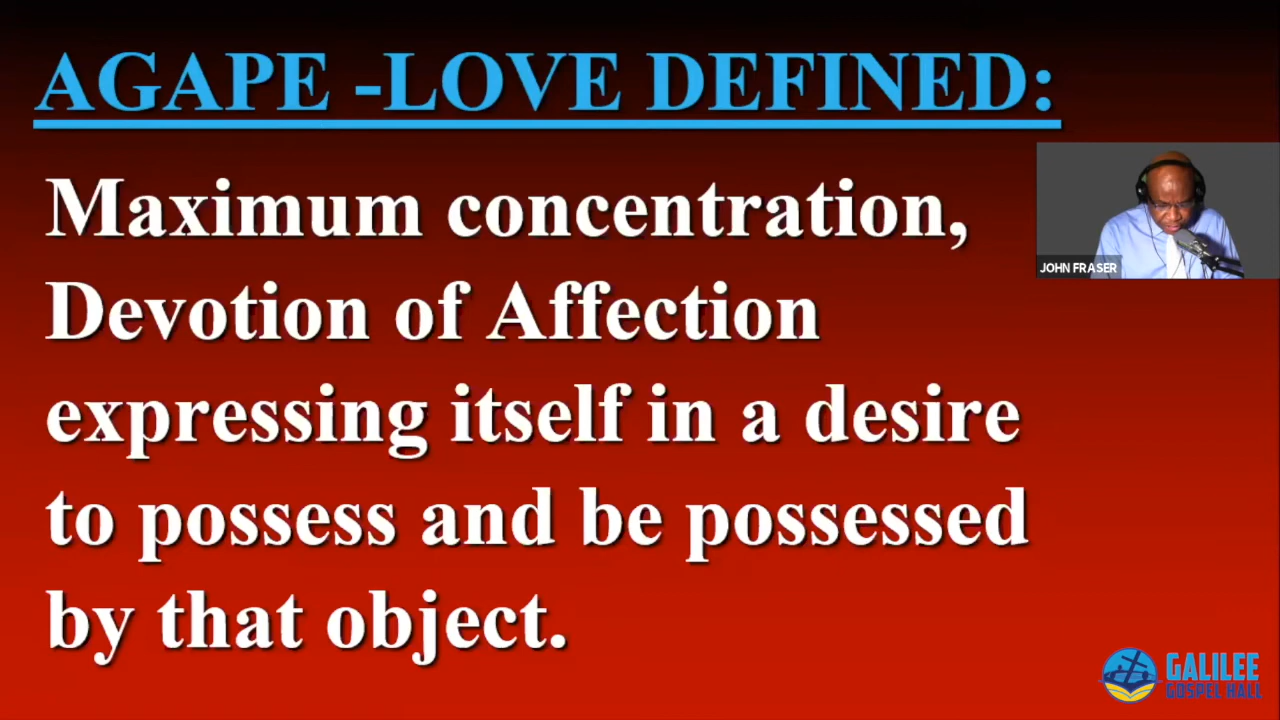 AGAPE -LOVE DEFINED:
Maximum concentration,
Devotion of Affection
expressing itself in a desire
to possess and be possessed
by that object.
JOHN FRASER
GALILEE
GOSPEL HALL